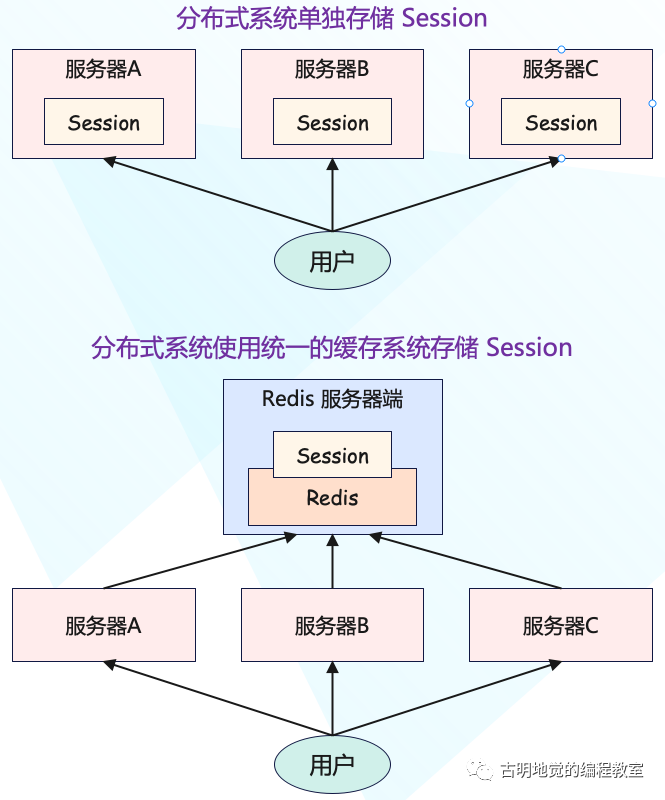 分布式系统单独存储 Session
服务器A
服务器B
服务器C
Session
Session
Session
用户
分布式系统使用统一的缓存系统存储 Session
Redis 服务器端
Session
Redis
服务器A
服务器B
服务器C
用户
古明地觉的编程教室